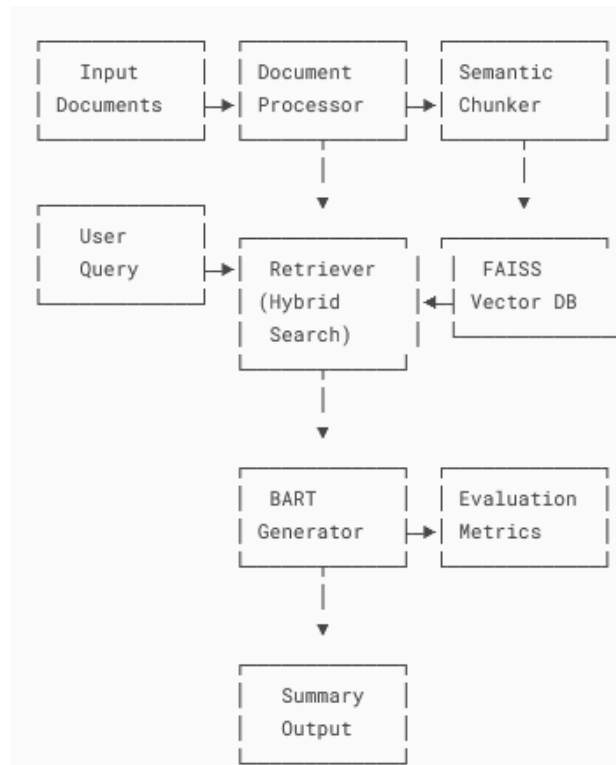 Input
Documents
Document
Processor
Semantic
Chunker
User
Query
Retriever
(Hybrid
Search)
FAISS
Vector DB
BART
Generator
Evaluation
Metrics
Summary
Output